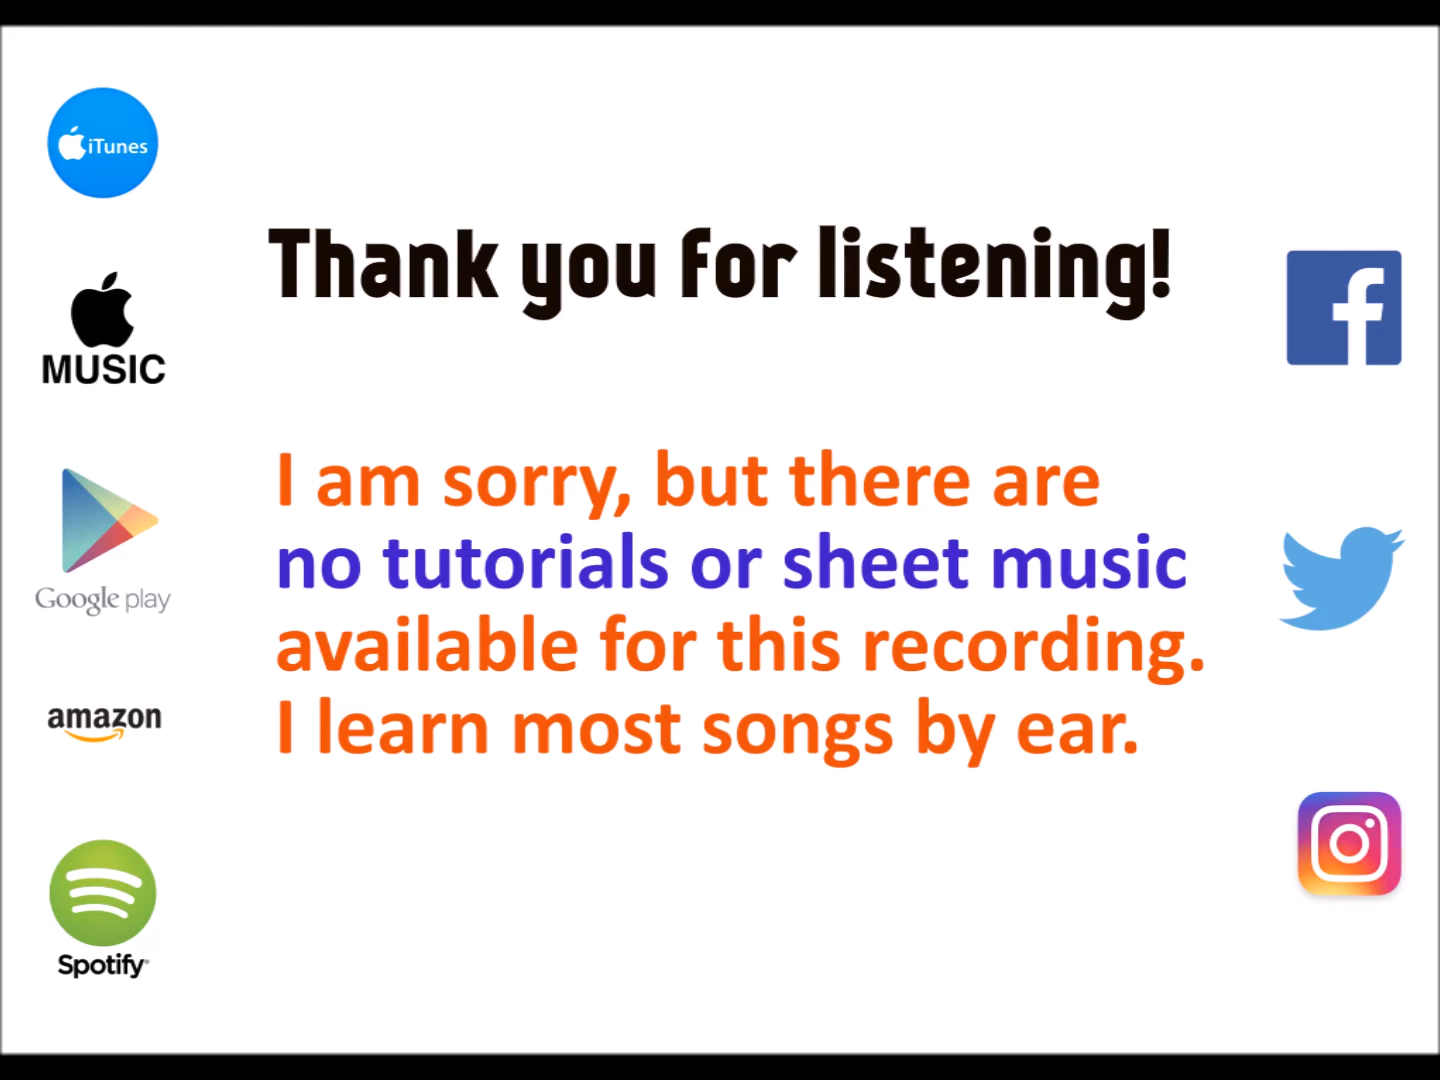 iTunes
MUSIC
Google play
amazon
Spotify
Thank you for listening!
I am sorry, but there are
no tutorials or sheet music
available for this recording.
I learn most songs by ear.